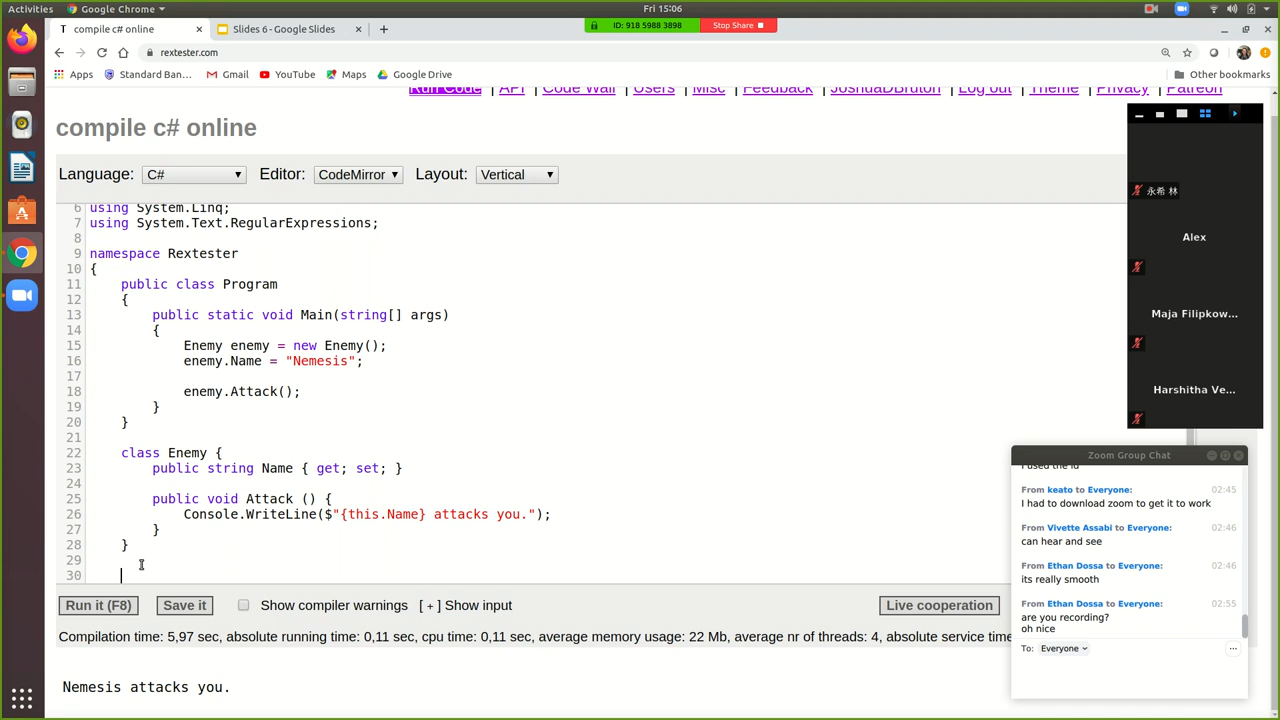 Activities
Google Chrome
Fri 15:06
compile c# online
Slides 6 - Google Slides
ID: 918 5988 3898
Stop Share
rextester.com
Apps
Standard Ban...
Gmail
YouTube
Maps
Google Drive
Other bookmarks
Run Code | API | Code Wall | Users | Misc | Feedback | JoshuaDBruton | Log out | Theme | Privacy | Patreon
compile c# online
Language: C# Editor: CodeMirror Layout: Vertical
6 using System.Linq;
7 using System.Text.RegularExpressions;
8
9 namespace Rextester
10 {
11 public class Program
12 {
13 public static void Main(string[] args)
14 {
15 Enemy enemy = new Enemy();
16 enemy.Name = "Nemesis";
17
18 enemy.Attack();
19 }
20 }
21
22 class Enemy {
23 public string Name { get; set; }
24
25 public void Attack () {
26 Console.WriteLine($"{this.Name} attacks you.");
27 }
28 }
29
30
Run it (F8) Save it Show compiler warnings [ + ] Show input Live cooperation
Compilation time: 5,97 sec, absolute running time: 0,11 sec, cpu time: 0,11 sec, average memory usage: 22 Mb, average nr of threads: 4, absolute service time
Nemesis attacks you.
永希 林
Alex
Maja Filipkow...
Harshitha Ve...
Zoom Group Chat
I used the id
From keato to Everyone: 02:45
I had to download zoom to get it to work
From Vivette Assabi to Everyone: 02:46
can hear and see
From Ethan Dossa to Everyone: 02:46
its really smooth
From Ethan Dossa to Everyone: 02:55
are you recording?
oh nice
To: Everyone